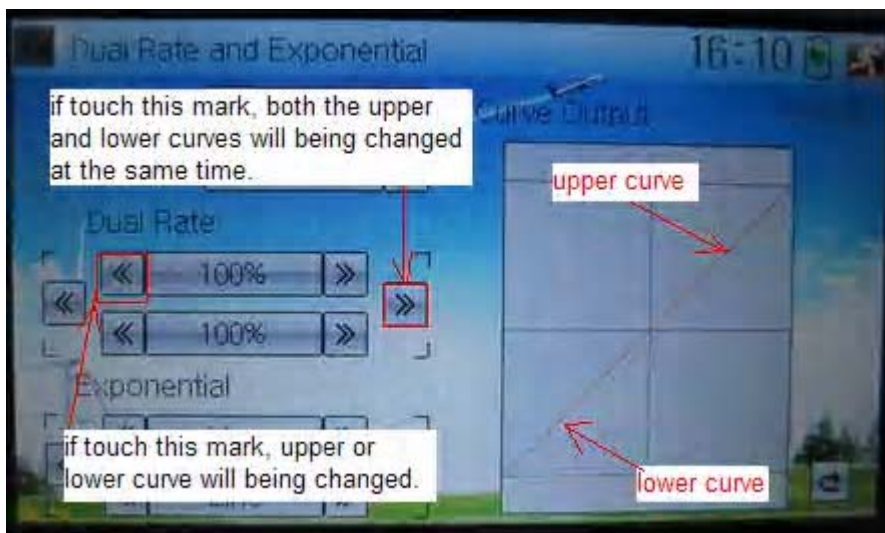 Dual Rate and Exponential
16:10
if touch this mark, both the upper
and lower curves will being changed
at the same time.
Curve Output
upper curve
Dual Rate
100%
100%
Exponential
if touch this mark, upper or
lower curve will being changed.
lower curve